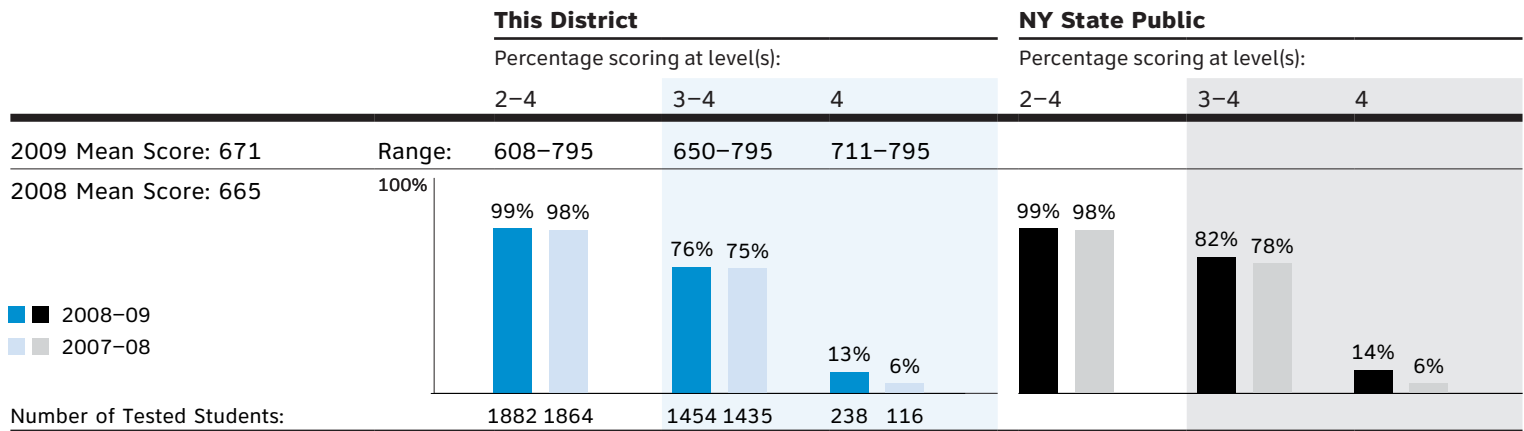 This District NY State Public
Percentage scoring at level(s): Percentage scoring at level(s):
2–4 3–4 4 2–4 3–4 4
2009 Mean Score: 671 Range: 608–795 650–795 711–795
2008 Mean Score: 665 100%
99% 98% 76% 75% 13% 6% 99% 98% 82% 78% 14% 6%
2008–09
2007–08
Number of Tested Students: 1882 1864 1454 1435 238 116